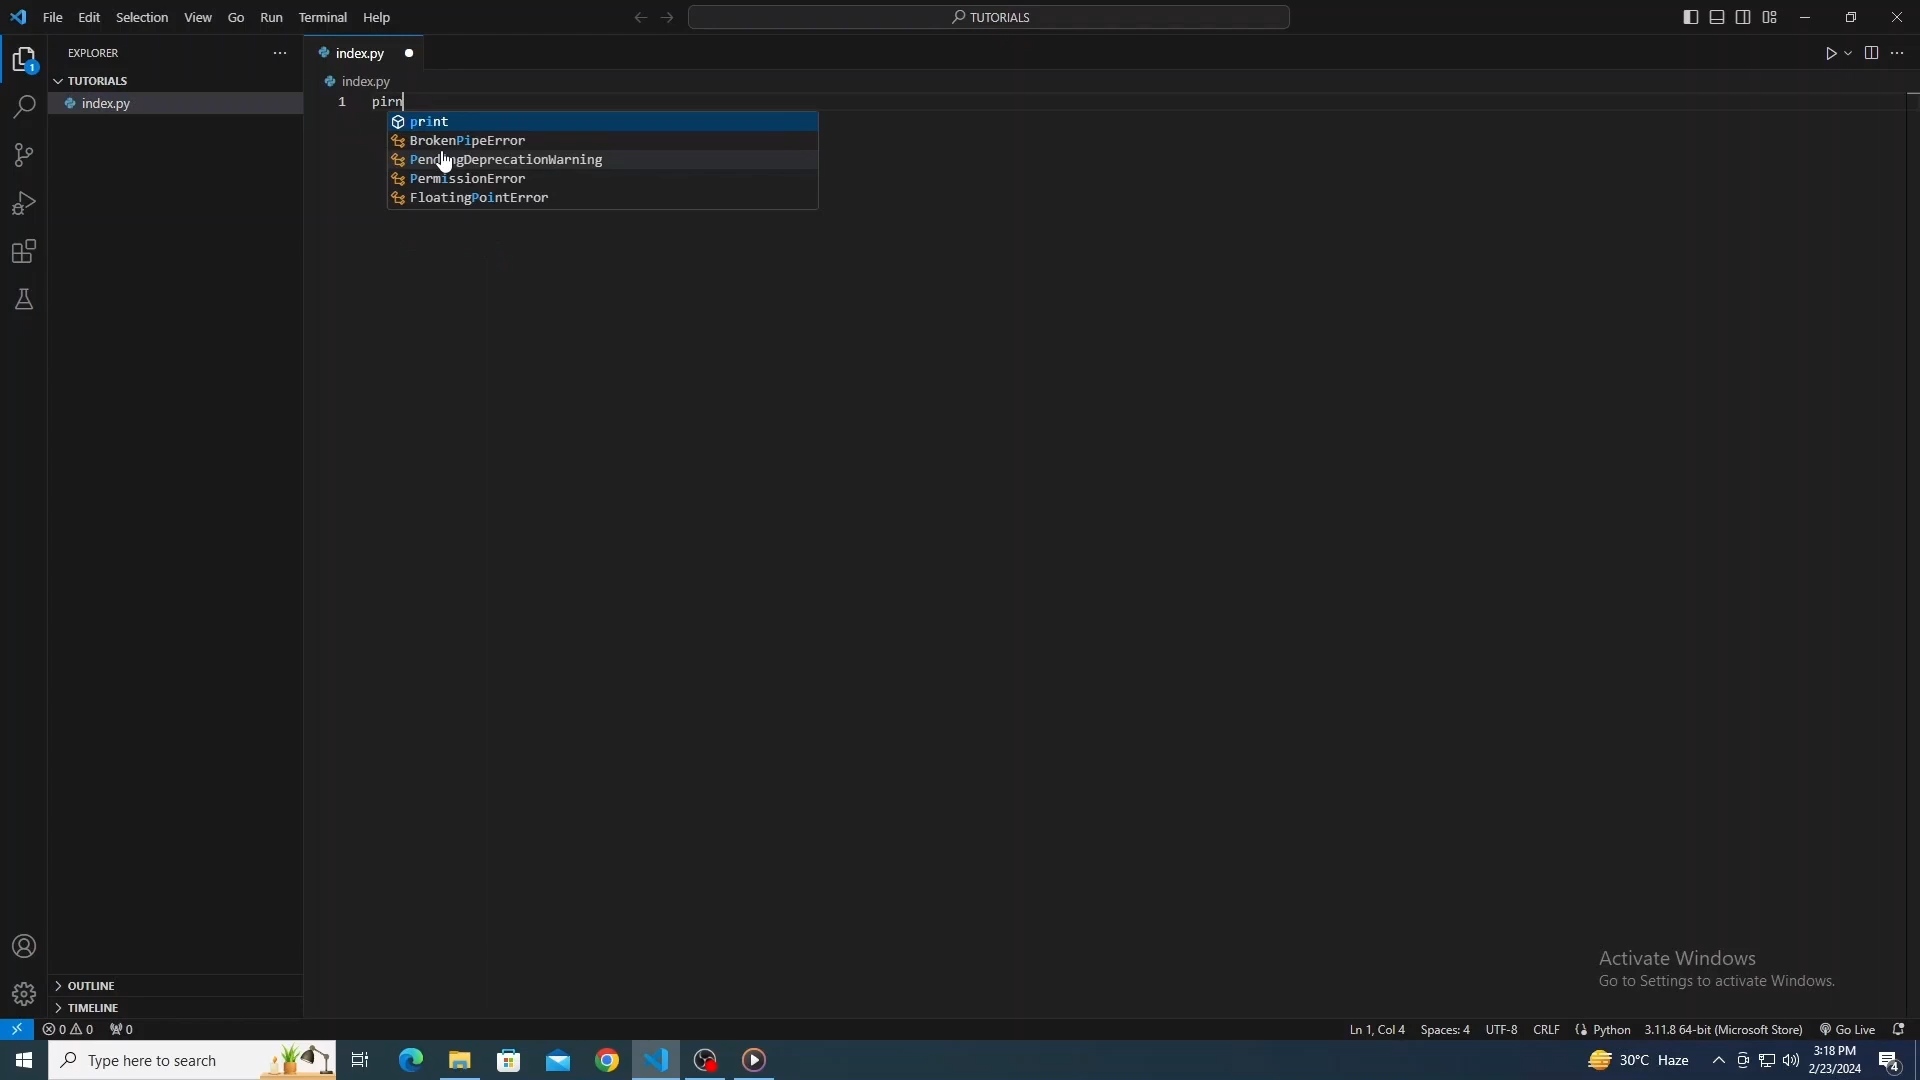 File Edit Selection View Go Run Terminal Help
TUTORIALS
EXPLORER
index.py
TUTORIALS
index.py
index.py
1 pirn
print
BrokenPipeError
PendingDeprecationWarning
PermissionError
FloatingPointError
1
Activate Windows
Go to Settings to activate Windows.
OUTLINE
TIMELINE
0 0 0
Ln 1, Col 4 Spaces: 4 UTF-8 CRLF Python 3.11.8 64-bit (Microsoft Store) Go Live
Type here to search
30°C Haze
3:18 PM
2/23/2024
4